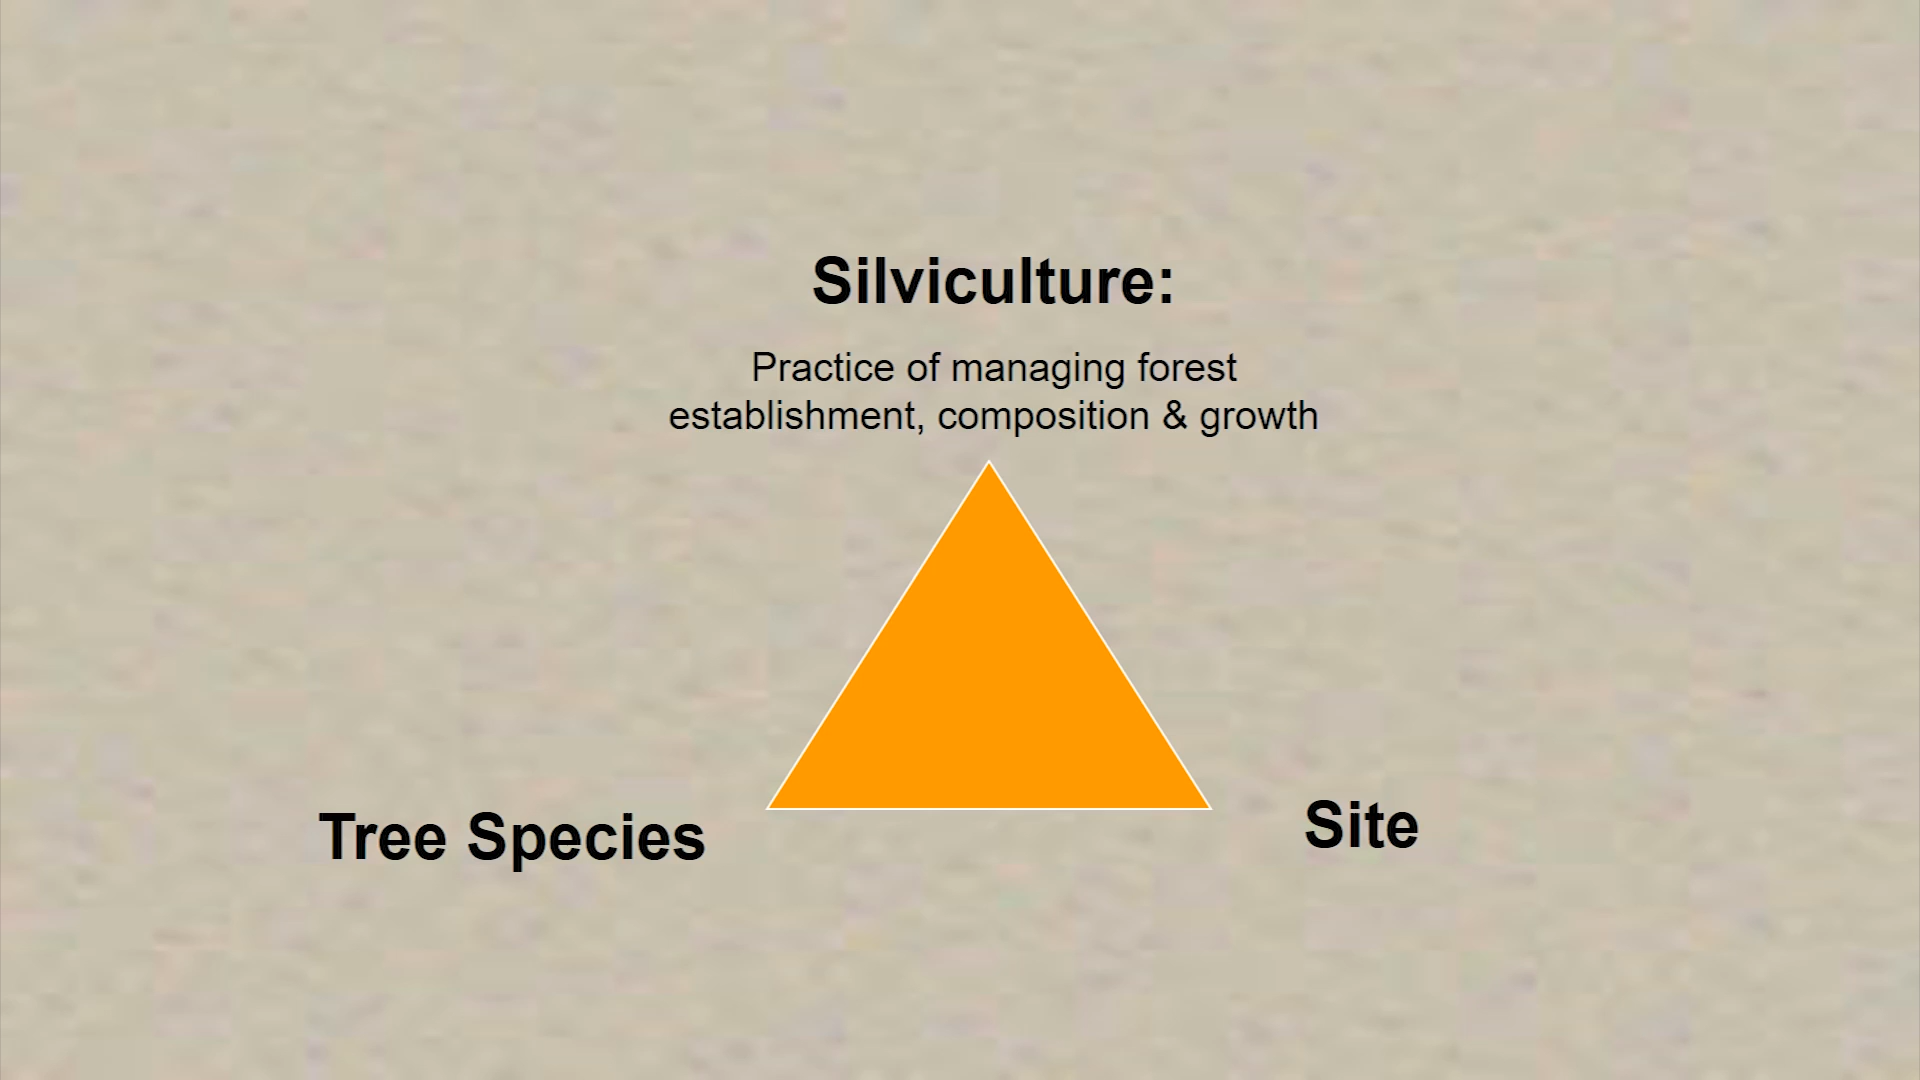 Silviculture:
Practice of managing forest
establishment, composition & growth
Tree Species
Site